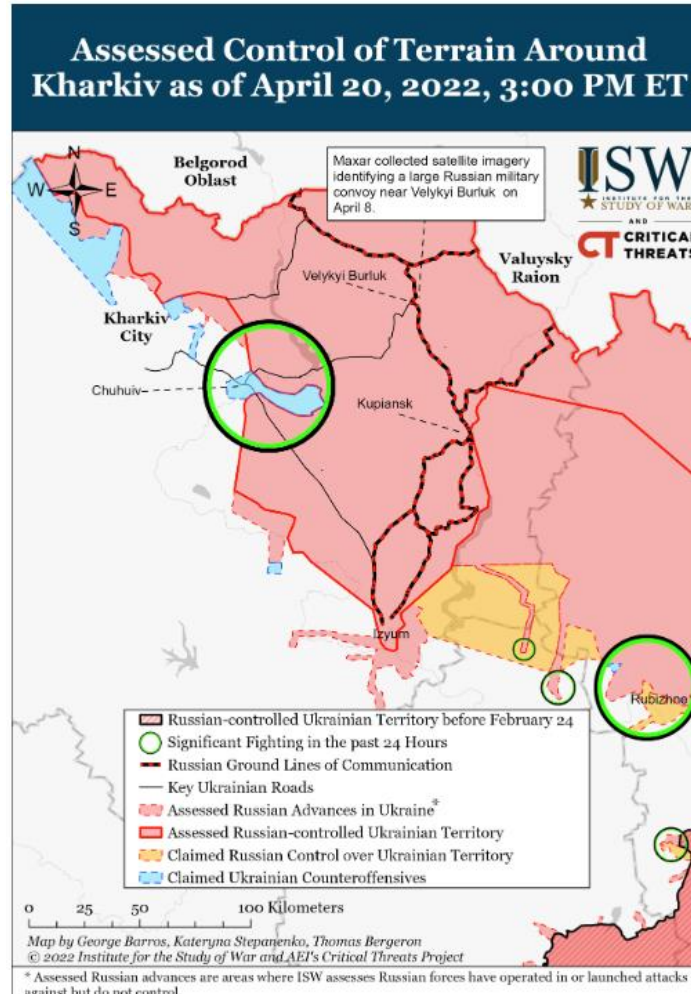 Assessed Control of Terrain Around
Kharkiv as of April 20, 2022, 3:00 PM ET
N
W E
S
Belgorod
Oblast
Maxar collected satellite imagery
identifying a large Russian military
convoy near Velykyi Burluk on
April 8.
ISW
INSTITUTE FOR THE
STUDY OF WAR
AND
CT CRITICAL
THREATS
Valuysky
Raion
Velykyi Burluk
Kharkiv
City
Chuhuiv
Kupiansk
Izyum
Rubizhne
Russian-controlled Ukrainian Territory before February 24
Significant Fighting in the past 24 Hours
Russian Ground Lines of Communication
Key Ukrainian Roads
Assessed Russian Advances in Ukraine*
Assessed Russian-controlled Ukrainian Territory
Claimed Russian Control over Ukrainian Territory
Claimed Ukrainian Counteroffensives
0 25 50 100 Kilometers
Map by George Barros, Kateryna Stepanenko, Thomas Bergeron
© 2022 Institute for the Study of War and AEI's Critical Threats Project
* Assessed Russian advances are areas where ISW assesses Russian forces have operated in or launched attacks
against but do not control.